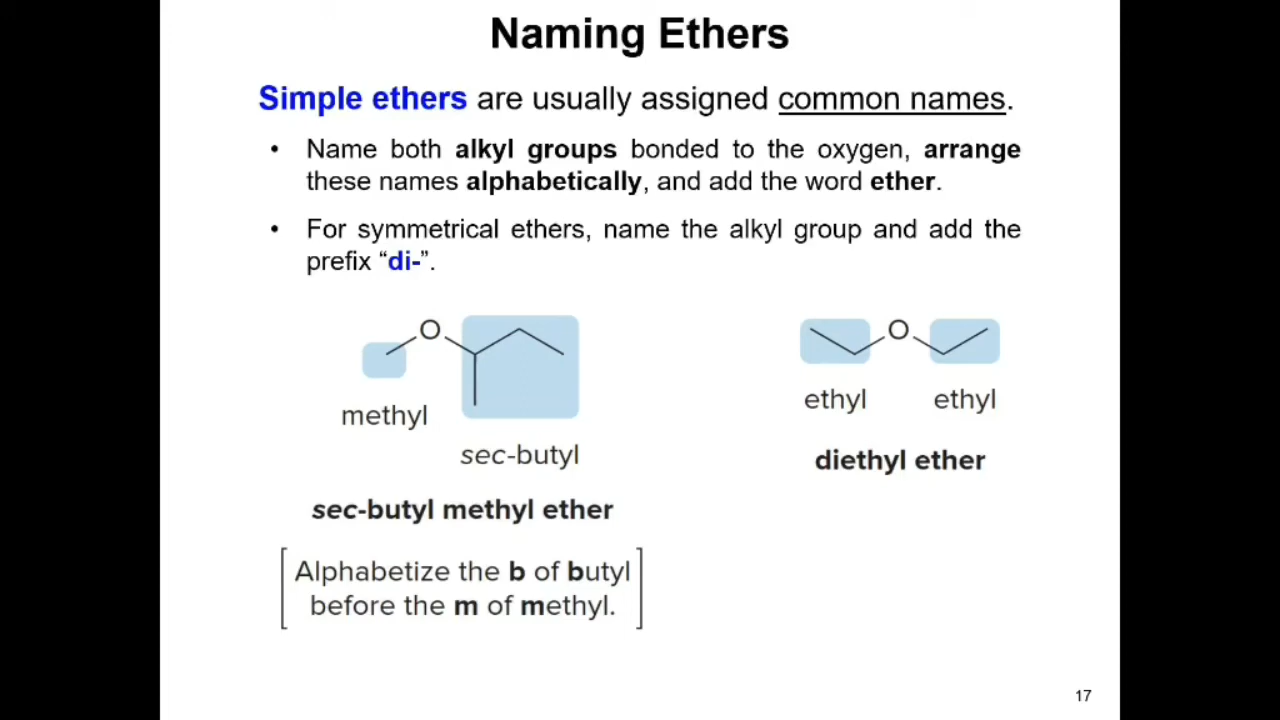 Naming Ethers
Simple ethers are usually assigned common names.
• Name both alkyl groups bonded to the oxygen, arrange
these names alphabetically, and add the word ether.
• For symmetrical ethers, name the alkyl group and add the
prefix “di-”.
O
methyl
sec-butyl
sec-butyl methyl ether
[Alphabetize the b of butyl
before the m of methyl.]
O
ethyl ethyl
diethyl ether
17